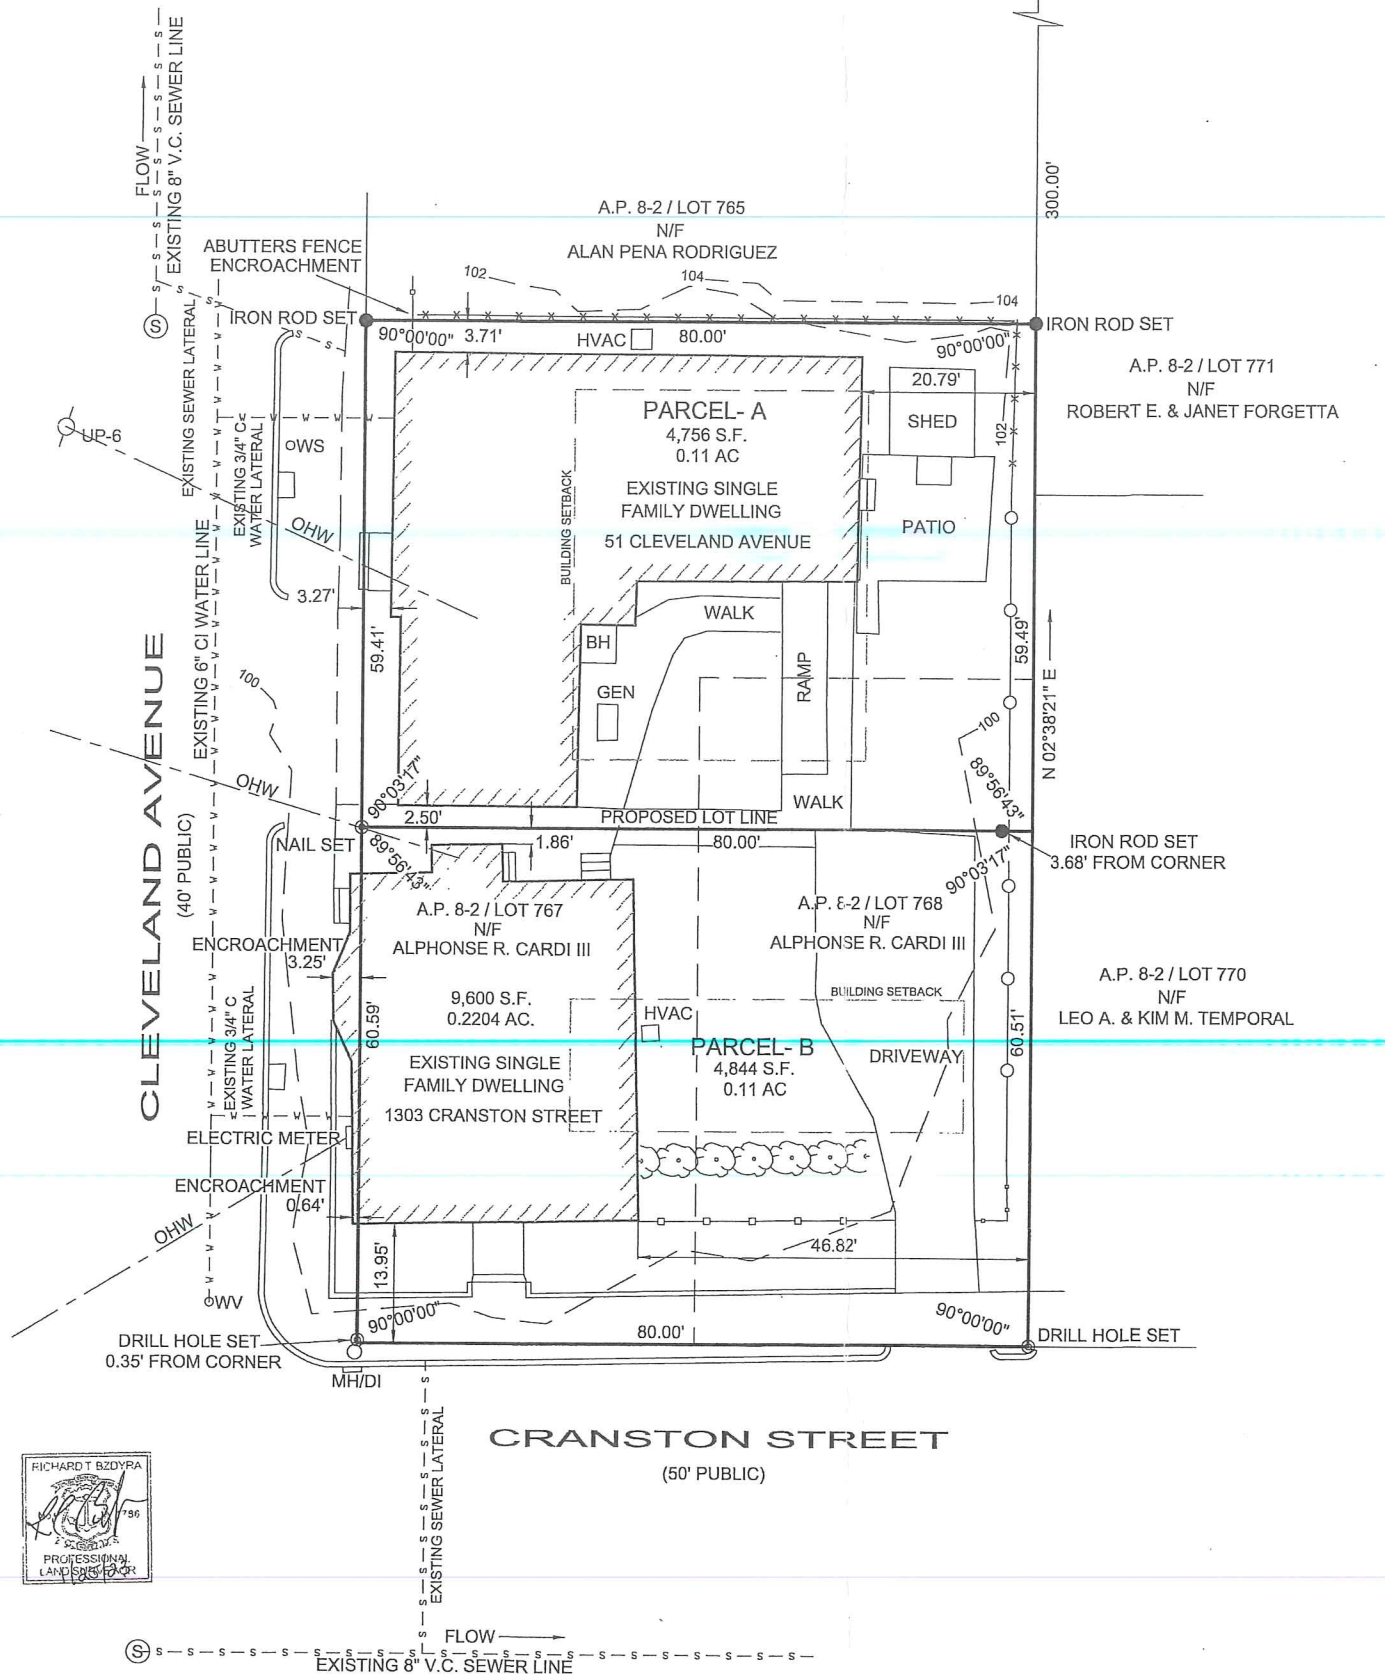 FLOW
EXISTING 8" V.C. SEWER LINE
300.00'
A.P. 8-2 / LOT 765
N/F
ALAN PENA RODRIGUEZ
ABUTTERS FENCE
ENCROACHMENT
102
104
104
S
IRON ROD SET
90°00'00"
3.71'
HVAC
80.00'
90°00'00"
IRON ROD SET
EXISTING SEWER LATERAL
A.P. 8-2 / LOT 771
N/F
ROBERT E. & JANET FORGETTA
20.79'
SHED
102
PARCEL- A
4,756 S.F.
0.11 AC
UP-6
WS
EXISTING 3/4" C
WATER LATERAL
BUILDING SETBACK
EXISTING SINGLE
FAMILY DWELLING
51 CLEVELAND AVENUE
PATIO
OHW
EXISTING 6" CI WATER LINE
3.27'
59.41'
WALK
BH
GEN
RAMP
59.49'
N 02°38'21" E
100
100
CLEVELAND AVENUE
(40' PUBLIC)
OHW
90°03'17"
89°56'43"
WALK
2.50'
PROPOSED LOT LINE
NAIL SET
1.86'
80.00'
IRON ROD SET
3.68' FROM CORNER
89°56'43"
90°03'17"
A.P. 8-2 / LOT 767
N/F
ALPHONSE R. CARDI III
A.P. 8-2 / LOT 768
N/F
ALPHONSE R. CARDI III
ENCROACHMENT
3.25'
9,600 S.F.
0.2204 AC.
BUILDING SETBACK
A.P. 8-2 / LOT 770
N/F
LEO A. & KIM M. TEMPORAL
EXISTING 3/4" C
WATER LATERAL
60.59'
HVAC
PARCEL- B
4,844 S.F.
0.11 AC
DRIVEWAY
60.51'
EXISTING SINGLE
FAMILY DWELLING
1303 CRANSTON STREET
ELECTRIC METER
ENCROACHMENT
0.64'
OHW
13.95'
46.82'
WV
90°00'00"
80.00'
90°00'00"
DRILL HOLE SET
0.35' FROM CORNER
DRILL HOLE SET
MH/DI
CRANSTON STREET
(50' PUBLIC)
EXISTING SEWER LATERAL
RICHARD T BZDYRA
PROFESSIONAL
LAND SURVEYOR
FLOW
S
EXISTING 8" V.C. SEWER LINE